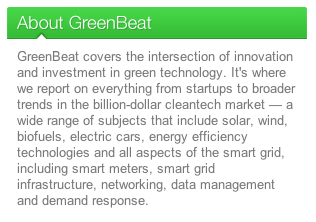 About GreenBeat
GreenBeat covers the intersection of innovation
and investment in green technology. It's where
we report on everything from startups to broader
trends in the billion-dollar cleantech market — a
wide range of subjects that include solar, wind,
biofuels, electric cars, energy efficiency
technologies and all aspects of the smart grid,
including smart meters, smart grid
infrastructure, networking, data management
and demand response.